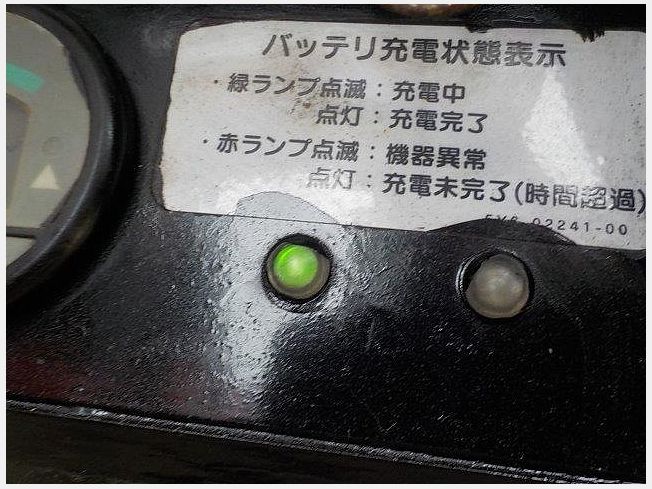 バッテリ充電状態表示
・緑ランプ点滅：充電中
点灯：充電完了
・赤ランプ点滅：機器異常
点灯：充電未完了(時間超過)
02241-00